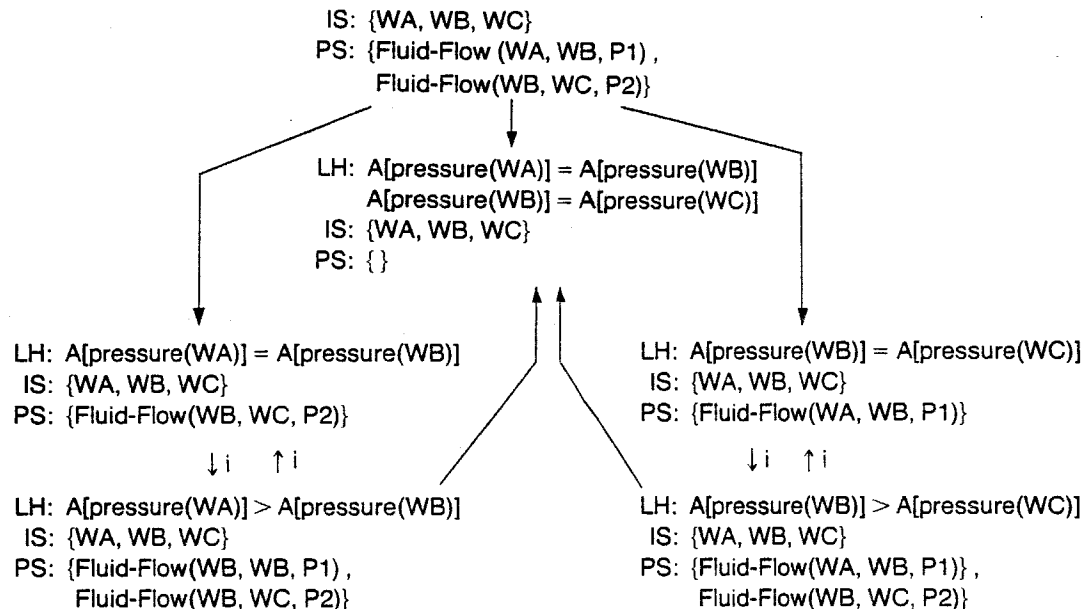 IS: {WA, WB, WC}
PS: {Fluid-Flow (WA, WB, P1) ,
Fluid-Flow(WB, WC, P2)}
LH: A[pressure(WA)] = A[pressure(WB)]
A[pressure(WB)] = A[pressure(WC)]
IS: {WA, WB, WC}
PS: { }
LH: A[pressure(WA)] = A[pressure(WB)]
IS: {WA, WB, WC}
PS: {Fluid-Flow(WB, WC, P2)}
↓i ↑i
LH: A[pressure(WA)] > A[pressure(WB)]
IS: {WA, WB, WC}
PS: {Fluid-Flow(WB, WB, P1) ,
Fluid-Flow(WB, WC, P2)}
LH: A[pressure(WB)] = A[pressure(WC)]
IS: {WA, WB, WC}
PS: {Fluid-Flow(WA, WB, P1)}
↓i ↑i
LH: A[pressure(WB)] > A[pressure(WC)]
IS: {WA, WB, WC}
PS: {Fluid-Flow(WA, WB, P1)} ,
Fluid-Flow(WB, WC, P2)}